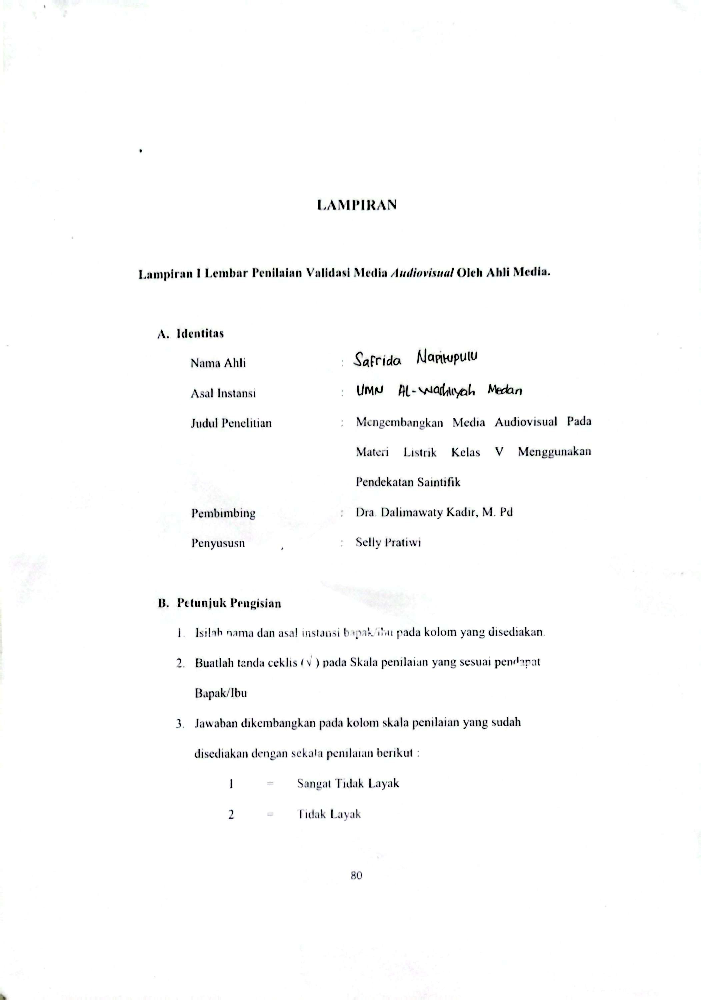 LAMPIRAN
Lampiran 1 Lembar Penilaian Validasi Media Audiovisual Oleh Ahli Media.
A. Identitas
Nama Ahli : Safrida Napitupulu
Asal Instansi : UMN AL-Washliyah Medan
Judul Penelitian : Mengembangkan Media Audiovisual Pada
Materi Listrik Kelas V Menggunakan
Pendekatan Saintifik
Pembimbing : Dra. Dalimawaty Kadir, M. Pd
Penyususn : Selly Pratiwi
B. Petunjuk Pengisian
1. Isilah nama dan asal instansi bapak/ibu pada kolom yang disediakan.
2. Buatlah tanda ceklis (√ ) pada Skala penilaian yang sesuai pendapat
Bapak/Ibu
3. Jawaban dikembangkan pada kolom skala penilaian yang sudah
disediakan dengan sekala penilaian berikut :
1 = Sangat Tidak Layak
2 = Tidak Layak
80